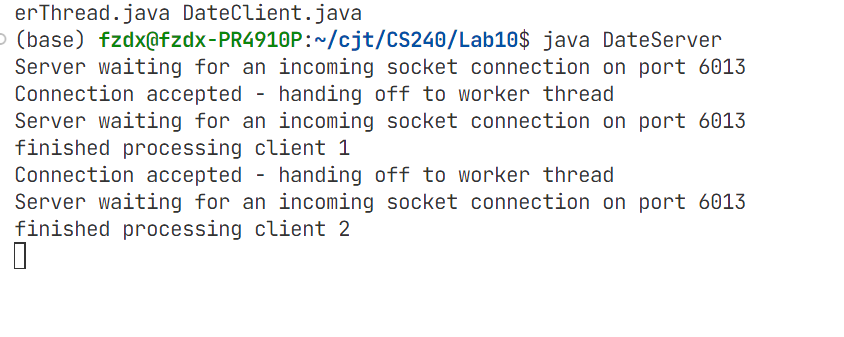 erThread.java DateClient.java
(base) fzdx@fzdx-PR4910P:~/cjt/CS240/Lab10$ java DateServer
Server waiting for an incoming socket connection on port 6013
Connection accepted - handing off to worker thread
Server waiting for an incoming socket connection on port 6013
finished processing client 1
Connection accepted - handing off to worker thread
Server waiting for an incoming socket connection on port 6013
finished processing client 2